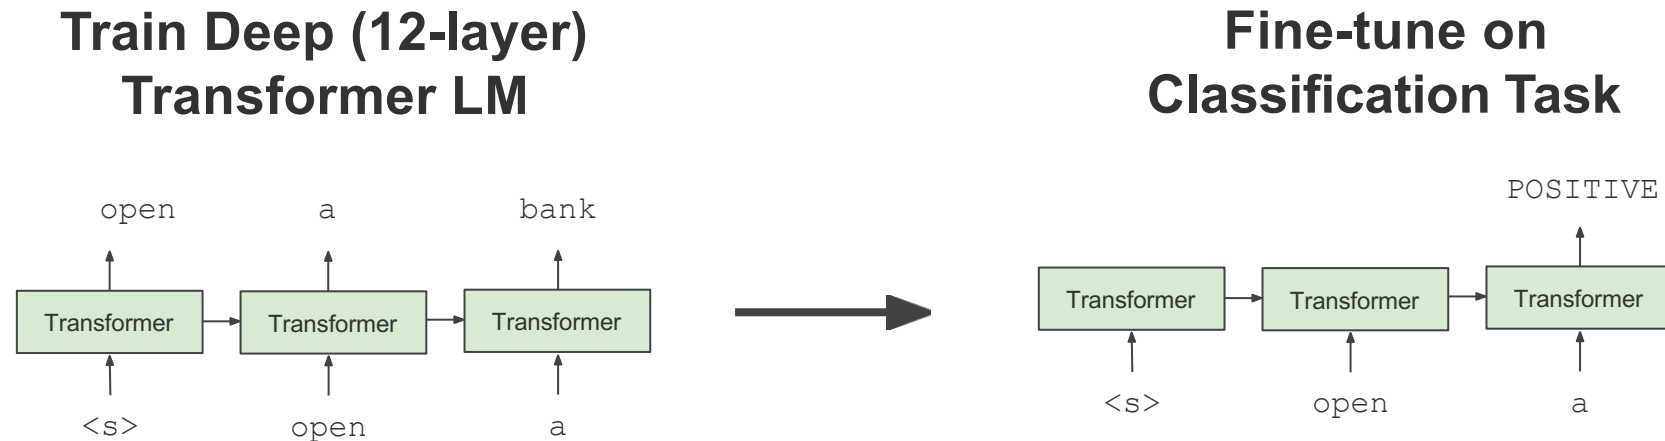 Train Deep (12-layer)
Transformer LM
open a bank
Transformer Transformer Transformer
<s> open a
Fine-tune on
Classification Task
POSITIVE
Transformer Transformer Transformer
<s> open a